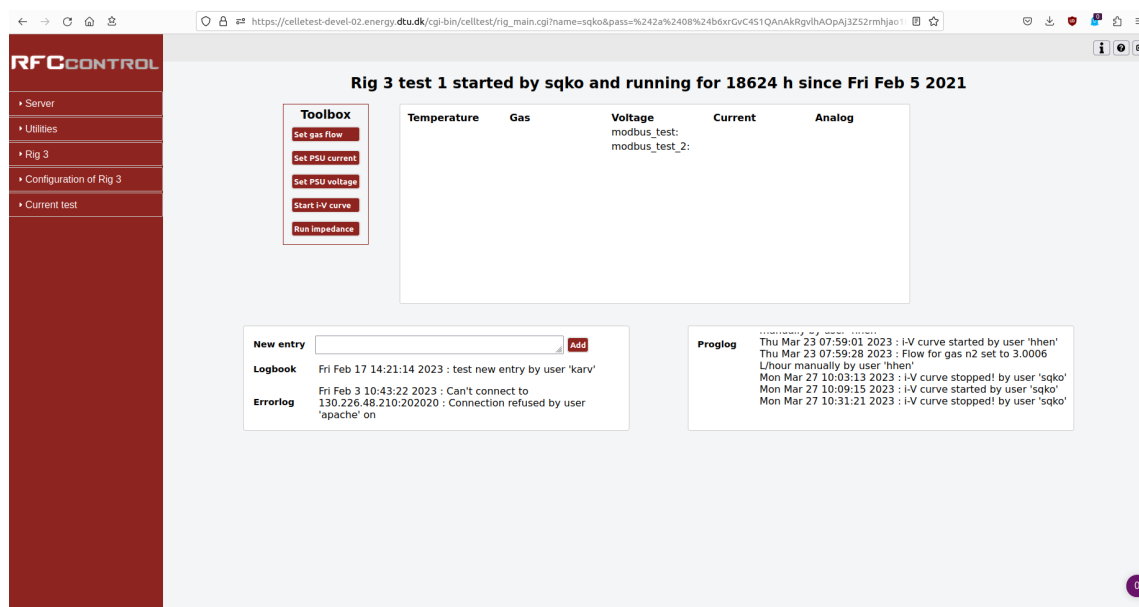 https://celletest-devel-02.energy.dtu.dk/cgi-bin/celltest/rig_main.cgi?name=sqko&pass=%242a%2408%24b6xrGvC4S1QAnAkRgvlhAOpAj3Z52rmhjao1
RFCCONTROL
Server
Utilities
Rig 3
Configuration of Rig 3
Current test
Rig 3 test 1 started by sqko and running for 18624 h since Fri Feb 5 2021
Toolbox
Set gas flow
Set PSU current
Set PSU voltage
Start i-V curve
Run impedance
Temperature Gas Voltage Current Analog
modbus_test:
modbus_test_2:
New entry
Add
Logbook Fri Feb 17 14:21:14 2023 : test new entry by user 'karv'
Errorlog Fri Feb 3 10:43:22 2023 : Can't connect to
130.226.48.210:202020 : Connection refused by user
'apache' on
Proglog
Thu Mar 23 07:59:01 2023 : i-V curve started by user 'hhen'
Thu Mar 23 07:59:28 2023 : Flow for gas n2 set to 3.0006
L/hour manually by user 'hhen'
Mon Mar 27 10:03:13 2023 : i-V curve stopped! by user 'sqko'
Mon Mar 27 10:09:15 2023 : i-V curve started by user 'sqko'
Mon Mar 27 10:31:21 2023 : i-V curve stopped! by user 'sqko'